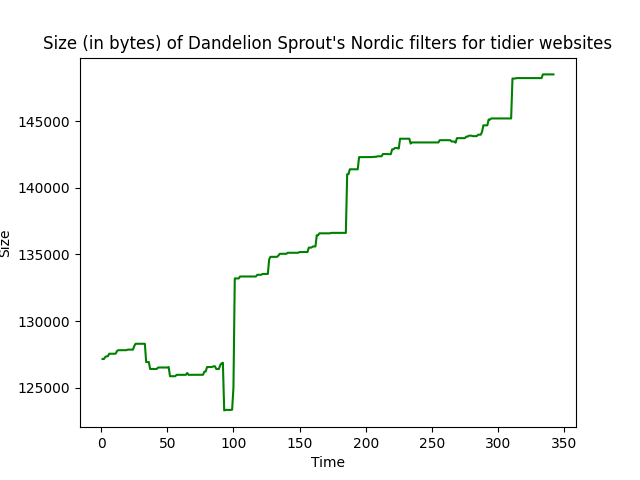 Size (in bytes) of Dandelion Sprout's Nordic filters for tidier websites
145000
140000
135000
130000
125000
Size
0 50 100 150 200 250 300 350
Time